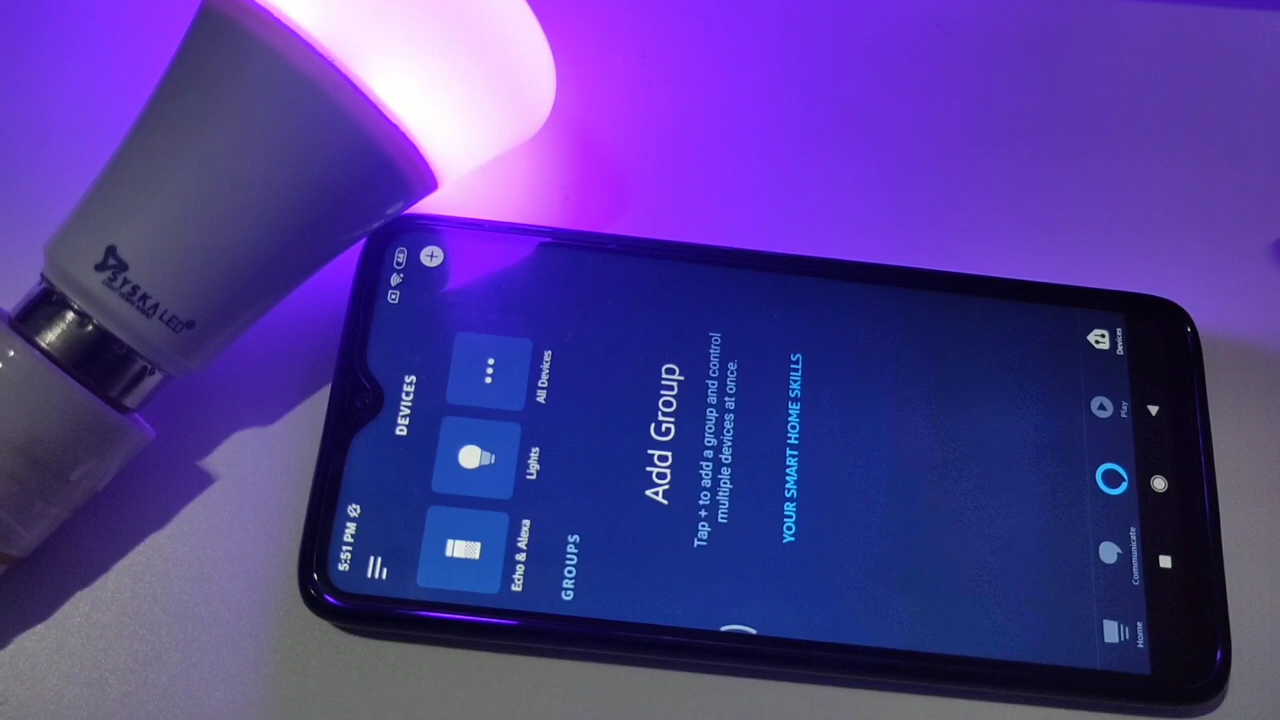 SYSKA LED®
5:51 PM
44
DEVICES
Echo & Alexa
Lights
All Devices
GROUPS
Add Group
Tap + to add a group and control
multiple devices at once.
YOUR SMART HOME SKILLS
Home
Communicate
Play
Devices